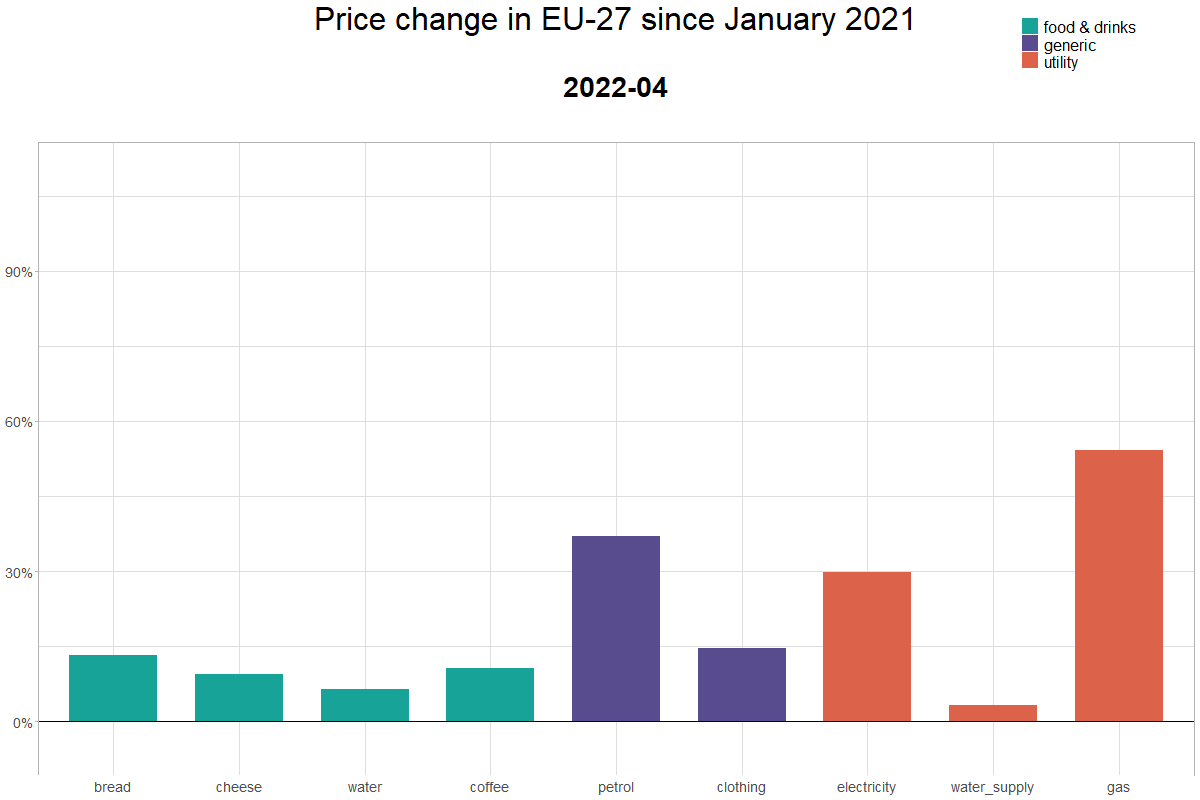 Price change in EU-27 since January 2021
food & drinks
generic
utility
2022-04
90%
60%
30%
0%
bread cheese water coffee petrol clothing electricity water_supply gas